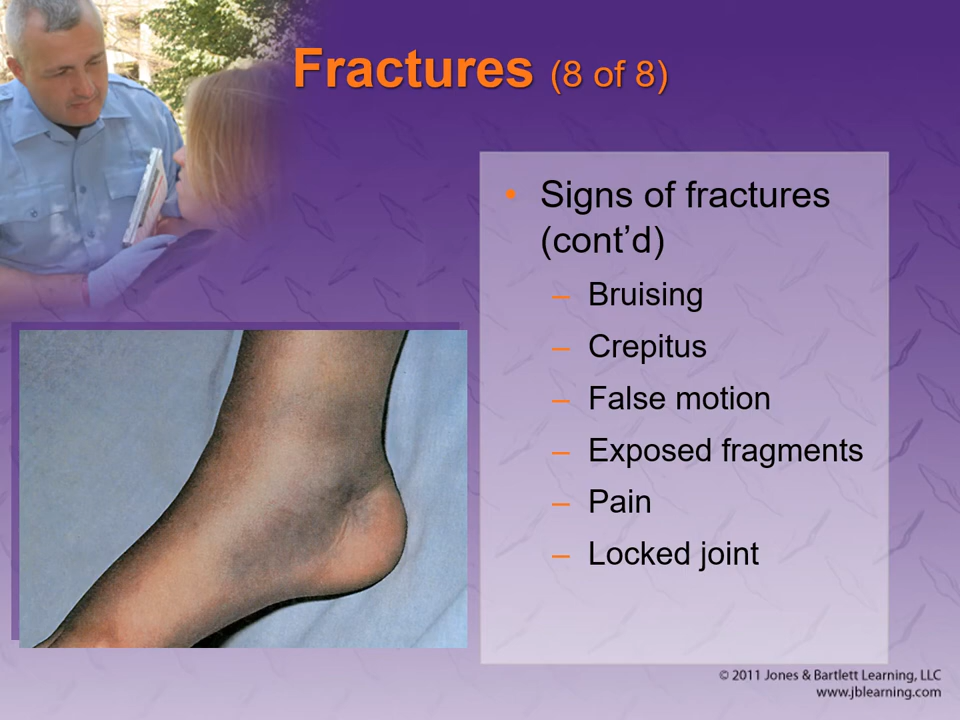 Fractures (8 of 8)
• Signs of fractures
(cont’d)
– Bruising
– Crepitus
– False motion
– Exposed fragments
– Pain
– Locked joint
© 2011 Jones & Bartlett Learning, LLC
www.jblearning.com